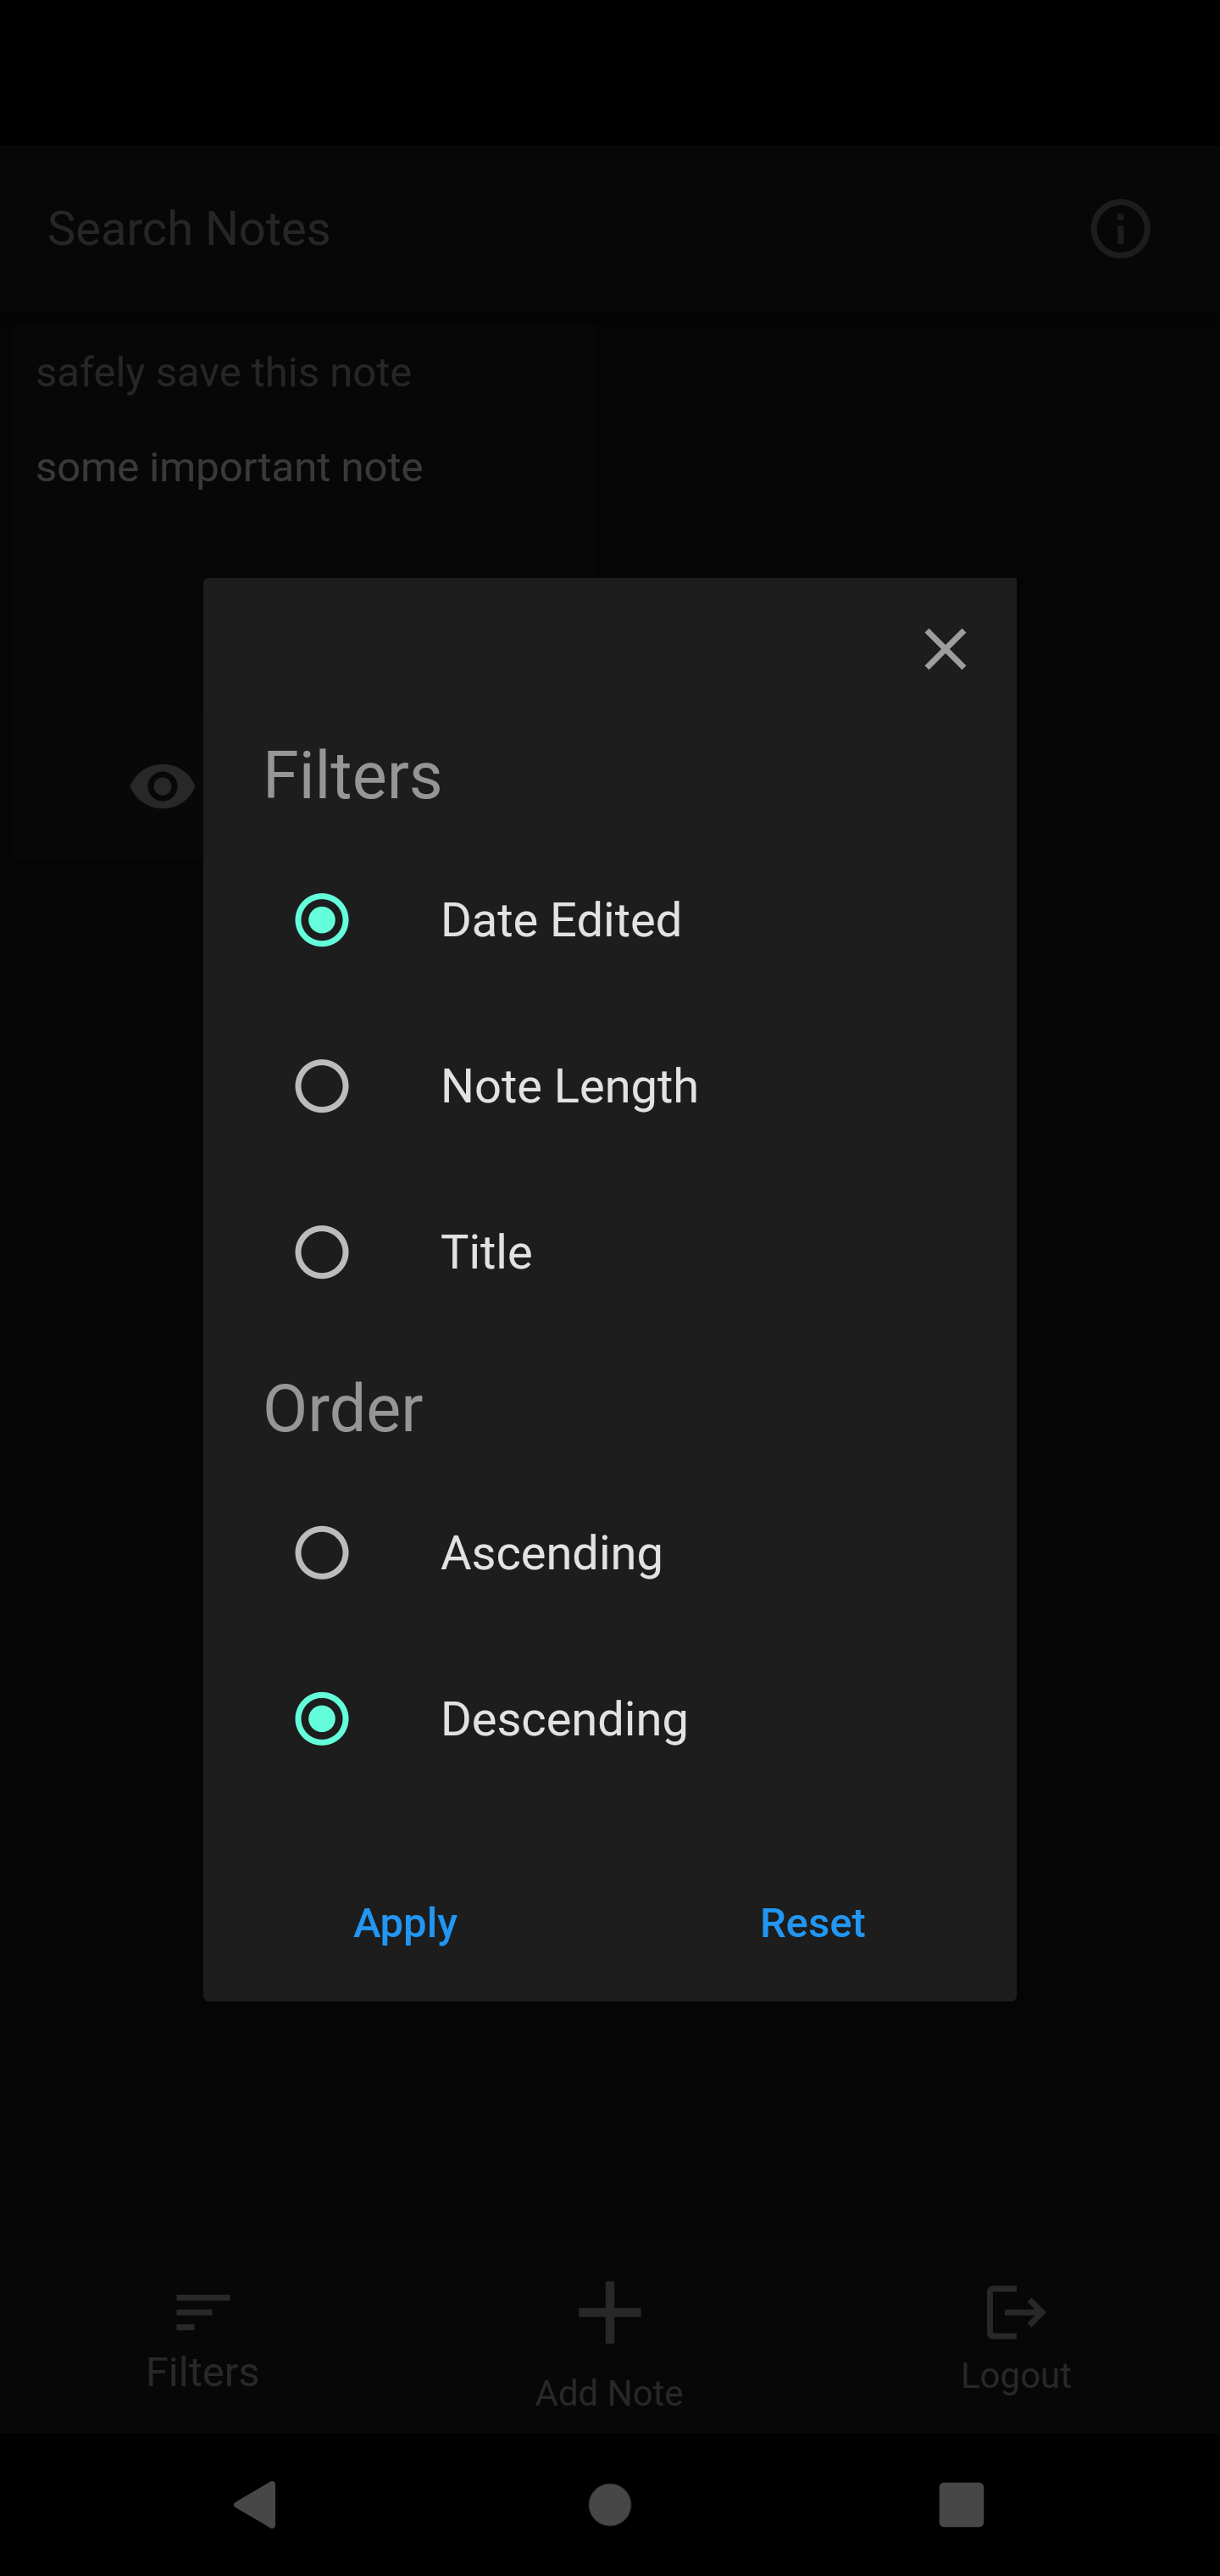 Search Notes
safely save this note
some important note
Filters
Date Edited
Note Length
Title
Order
Ascending
Descending
Apply Reset
Filters Add Note Logout